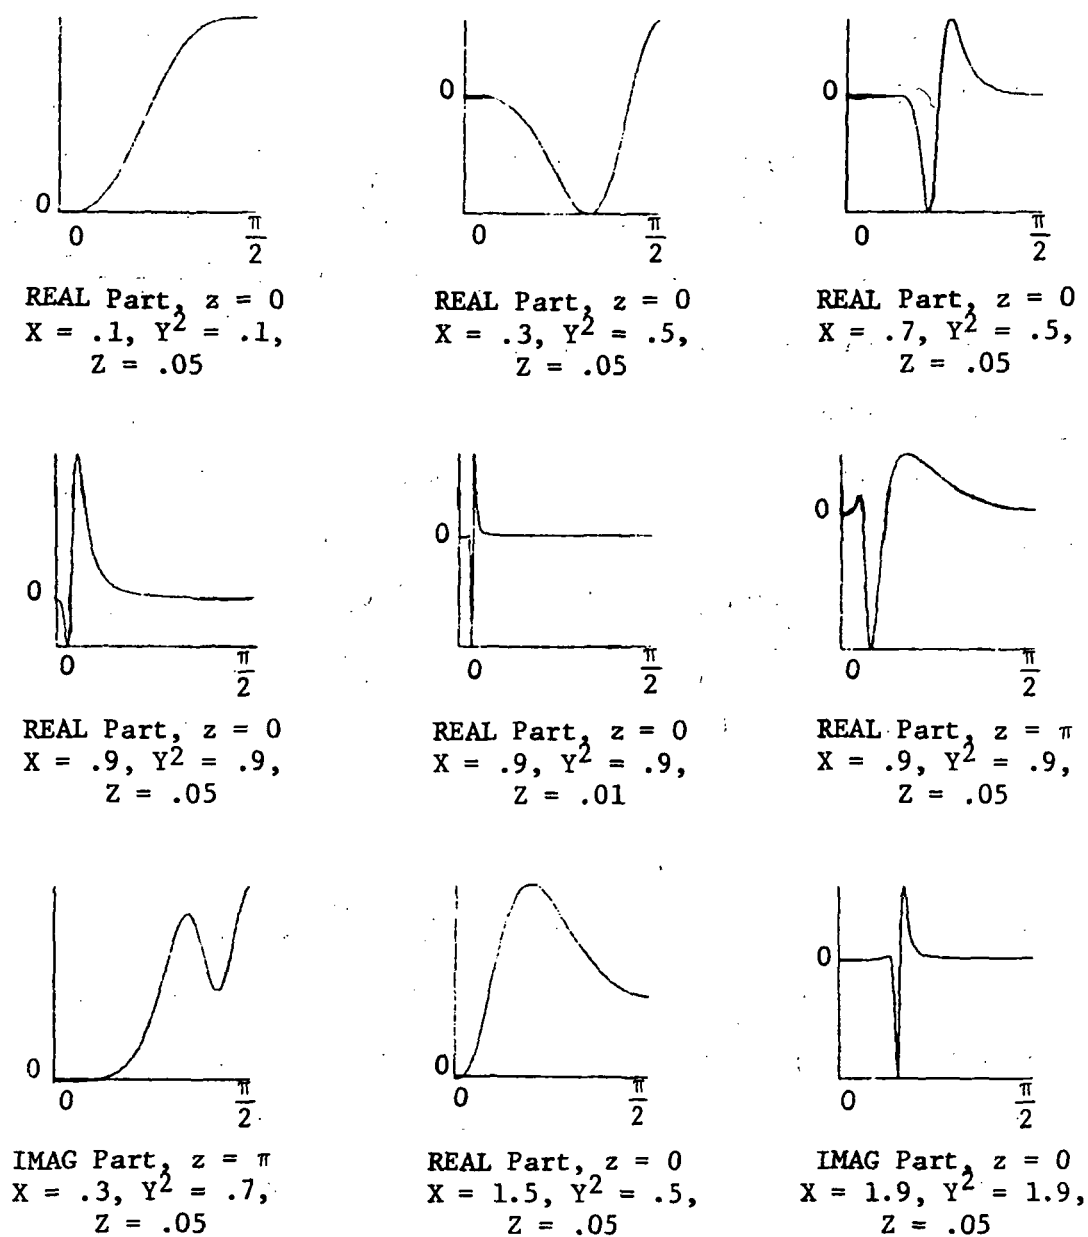 0
0
0
0
π
2
0
π
2
0
π
2
0
REAL Part, z = 0
X = .1, Y² = .1,
Z = .05
REAL Part, z = 0
X = .3, Y² = .5,
Z = .05
REAL Part, z = 0
X = .7, Y² = .5,
Z = .05
0
0
0
0
π
2
0
π
2
0
π
2
REAL Part, z = 0
X = .9, Y² = .9,
Z = .05
REAL Part, z = 0
X = .9, Y² = .9,
Z = .01
REAL Part, z = π
X = .9, Y² = .9,
Z = .05
0
0
0
0
π
2
0
π
2
0
π
2
IMAG Part, z = π
X = .3, Y² = .7,
Z = .05
REAL Part, z = 0
X = 1.5, Y² = .5,
Z = .05
IMAG Part, z = 0
X = 1.9, Y² = 1.9,
Z = .05